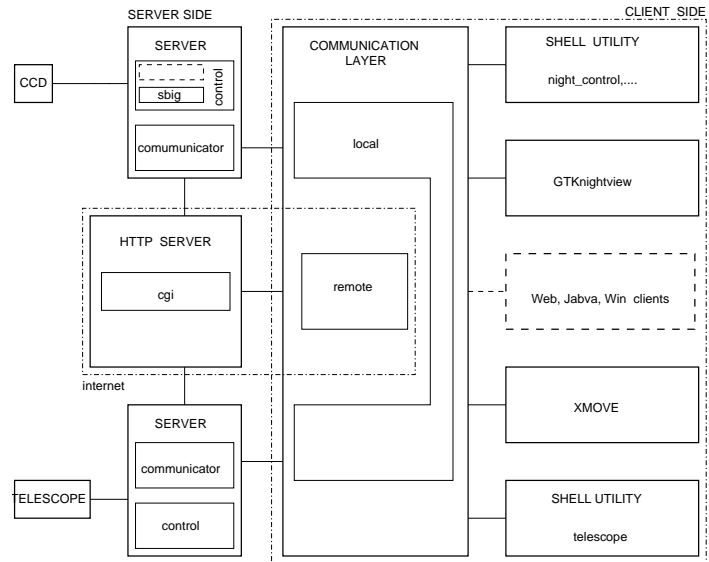 SERVER SIDE
CLIENT SIDE
SERVER
COMMUNICATION
LAYER
SHELL UTILITY
CCD
sbig
control
night_control,....
comumunicator
local
GTKnightview
HTTP SERVER
cgi
remote
Web, Jabva, Win clients
internet
SERVER
XMOVE
communicator
TELESCOPE
control
SHELL UTILITY
telescope